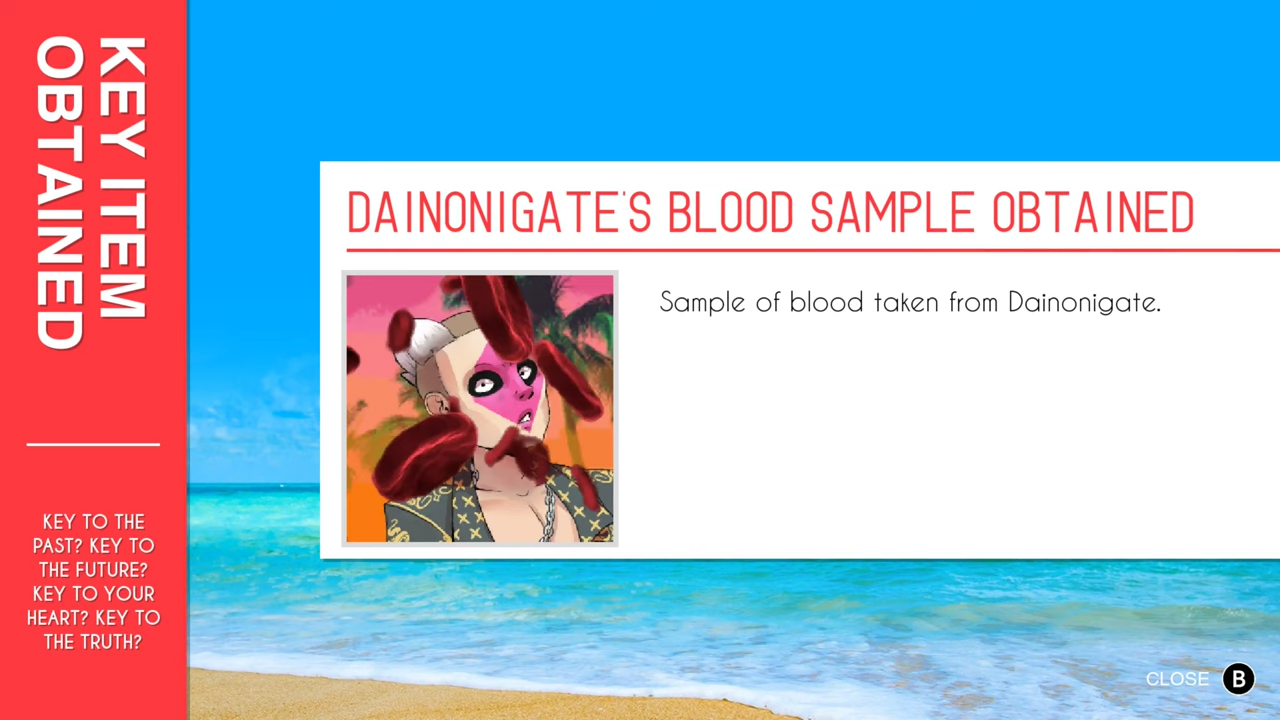 KEY ITEM
OBTAINED
KEY TO THE
PAST? KEY TO
THE FUTURE?
KEY TO YOUR
HEART? KEY TO
THE TRUTH?
DAINONIGATE'S BLOOD SAMPLE OBTAINED
Sample of blood taken from Dainonigate.
CLOSE B